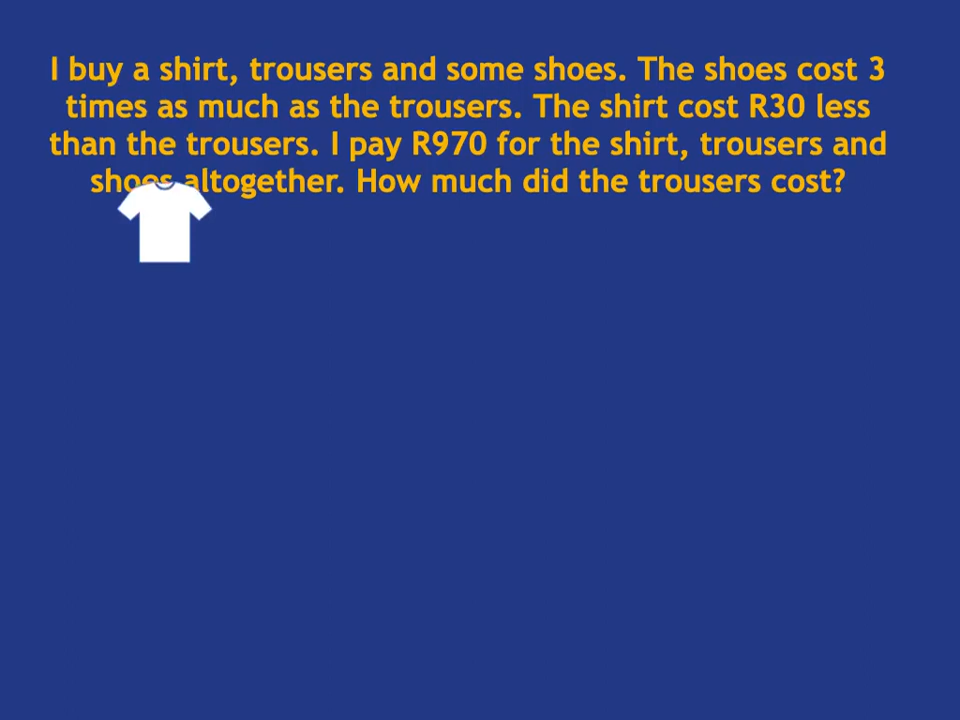 I buy a shirt, trousers and some shoes. The shoes cost 3
times as much as the trousers. The shirt cost R30 less
than the trousers. I pay R970 for the shirt, trousers and
shoes altogether. How much did the trousers cost?